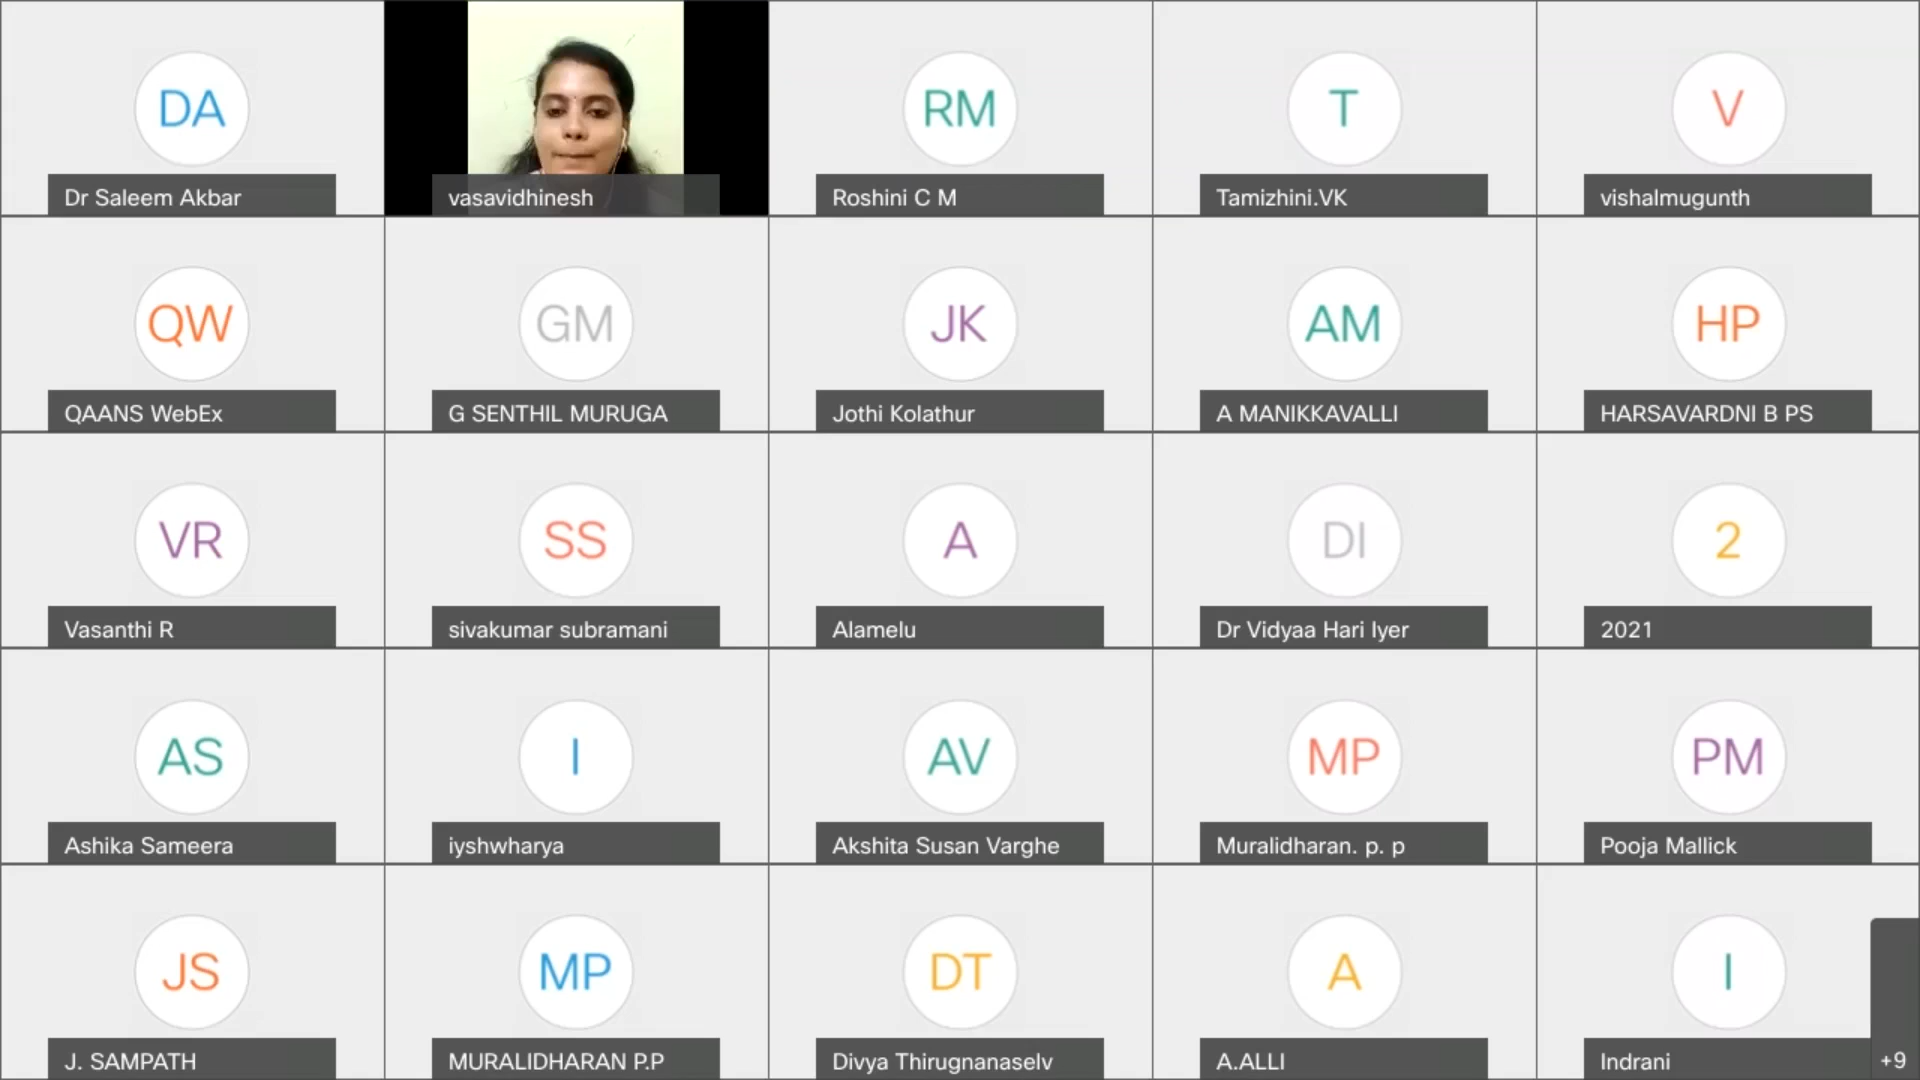 DA
Dr Saleem Akbar
vasavidhinesh
RM
Roshini C M
T
Tamizhini.VK
V
vishalmugunth
QW
QAANS WebEx
GM
G SENTHIL MURUGA
JK
Jothi Kolathur
AM
A MANIKKAVALLI
HP
HARSAVARDNI B PS
VR
Vasanthi R
SS
sivakumar subramani
A
Alamelu
DI
Dr Vidyaa Hari Iyer
2
2021
AS
Ashika Sameera
I
iyshwharya
AV
Akshita Susan Varghe
MP
Muralidharan. p. p
PM
Pooja Mallick
JS
J. SAMPATH
MP
MURALIDHARAN P.P
DT
Divya Thirugnanaselv
A
A.ALLI
I
Indrani
+9